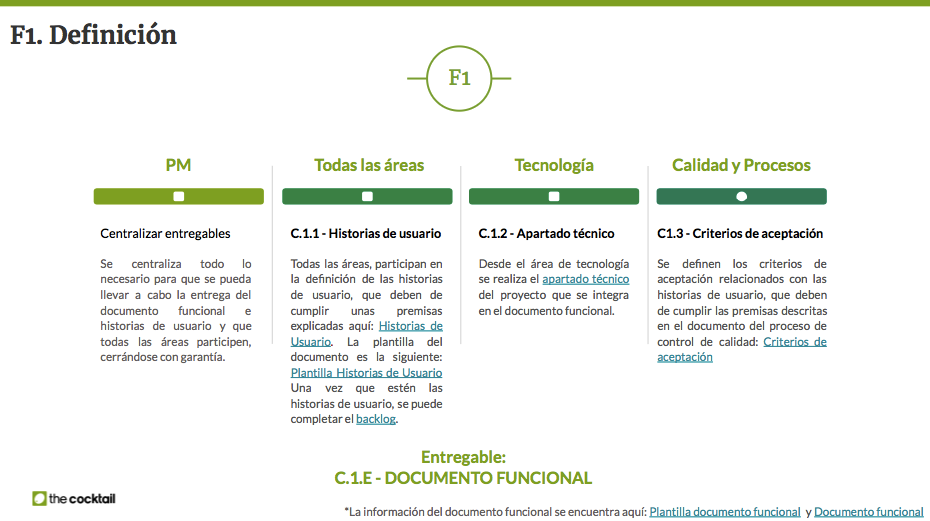 F1. Definición
F1
PM
Centralizar entregables
Se centraliza todo lo
necesario para que se pueda
llevar a cabo la entrega del
documento funcional e
historias de usuario y que
todas las áreas participen,
cerrándose con garantía.
Todas las áreas
C.1.1 - Historias de usuario
Todas las áreas, participan en
la definición de las historias
de usuario, que deben de
cumplir unas premisas
explicadas aquí: Historias de
Usuario. La plantilla del
documento es la siguiente:
Plantilla Historias de Usuario
Una vez que estén las
historias de usuario, se puede
completar el backlog.
Tecnología
C.1.2 - Apartado técnico
Desde el área de tecnología
se realiza el apartado técnico
del proyecto que se integra
en el documento funcional.
Calidad y Procesos
C1.3 - Criterios de aceptación
Se definen los criterios de
aceptación relacionados con las
historias de usuario, que deben
de cumplir las premisas descritas
en el documento del proceso de
control de calidad: Criterios de
aceptación
Entregable:
C.1.E - DOCUMENTO FUNCIONAL
the cocktail
*La información del documento funcional se encuentra aquí: Plantilla documento funcional y Documento funcional